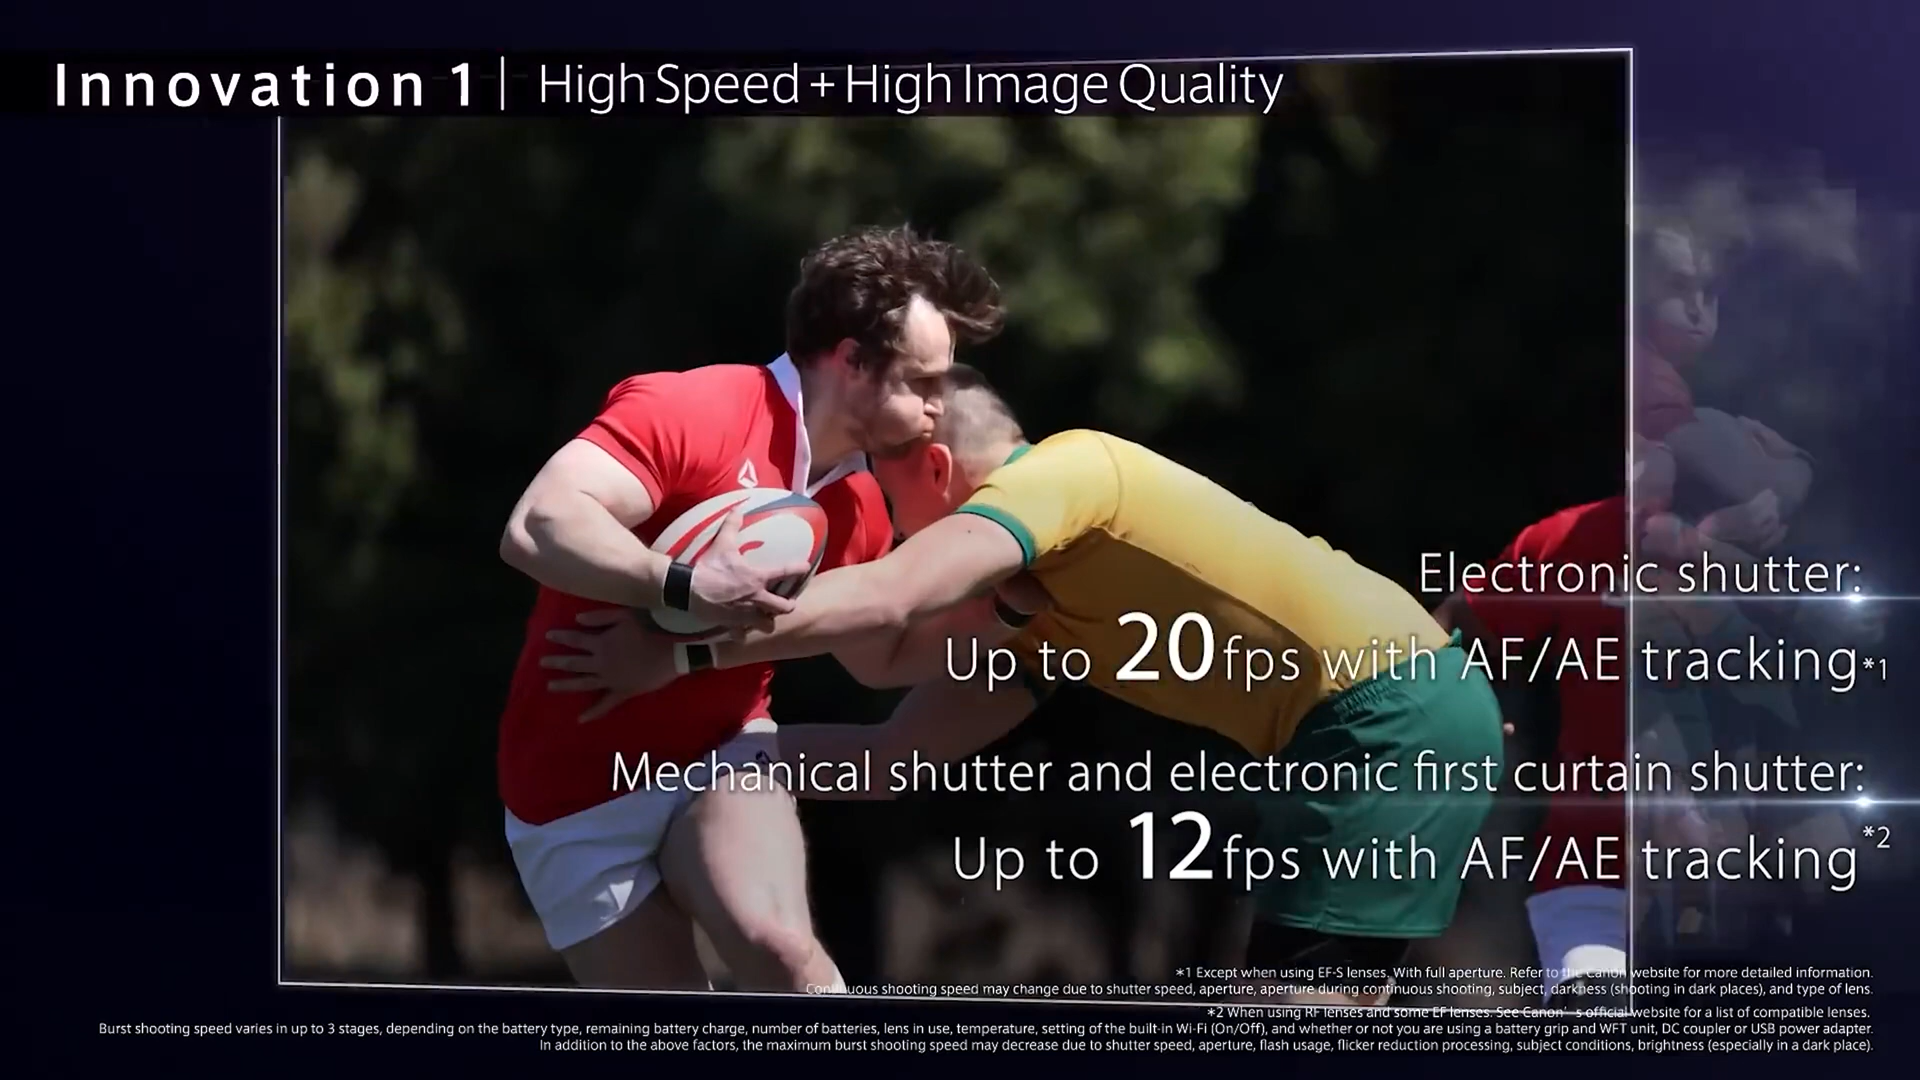 Innovation 1 | High Speed + High Image Quality
Electronic shutter:
Up to 20fps with AF/AE tracking*1
Mechanical shutter and electronic first curtain shutter:
Up to 12fps with AF/AE tracking*2
*1 Except when using EF-S lenses. With full aperture. Refer to the Canon website for more detailed information.
Continuous shooting speed may change due to shutter speed, aperture, aperture during continuous shooting, subject, darkness (shooting in dark places), and type of lens.
*2 When using RF lenses and some EF lenses. See Canon's official website for a list of compatible lenses.
Burst shooting speed varies in up to 3 stages, depending on the battery type, remaining battery charge, number of batteries, lens in use, temperature, setting of the built-in Wi-Fi (On/Off), and whether or not you are using a battery grip and WFT unit, DC coupler or USB power adapter.
In addition to the above factors, the maximum burst shooting speed may decrease due to shutter speed, aperture, flash usage, flicker reduction processing, subject conditions, brightness (especially in a dark place).